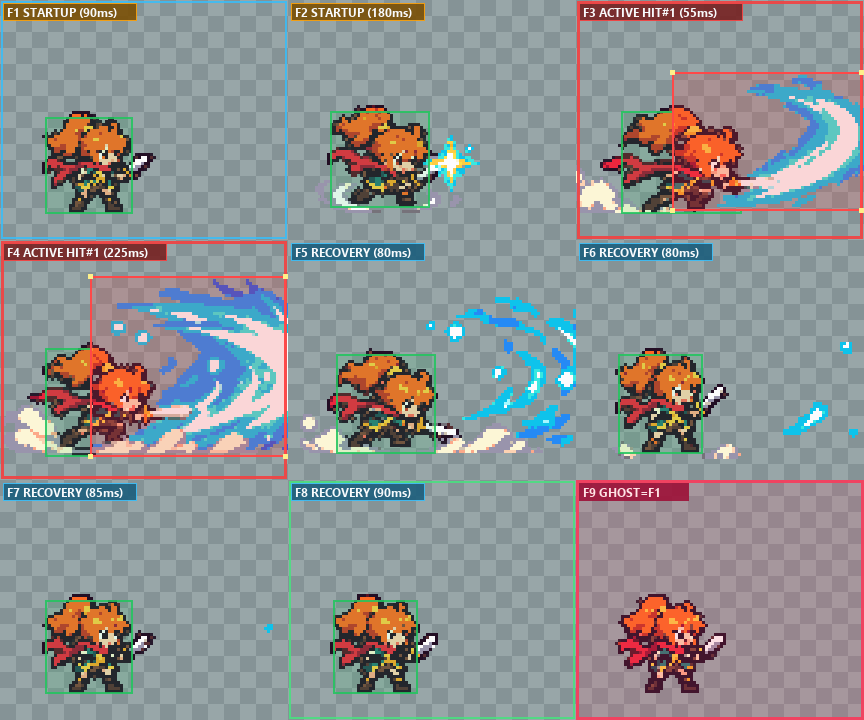 F1 STARTUP (90ms)
F2 STARTUP (180ms)
F3 ACTIVE HIT#1 (55ms)
F4 ACTIVE HIT#1 (225ms)
F5 RECOVERY (80ms)
F6 RECOVERY (80ms)
F7 RECOVERY (85ms)
F8 RECOVERY (90ms)
F9 GHOST=F1